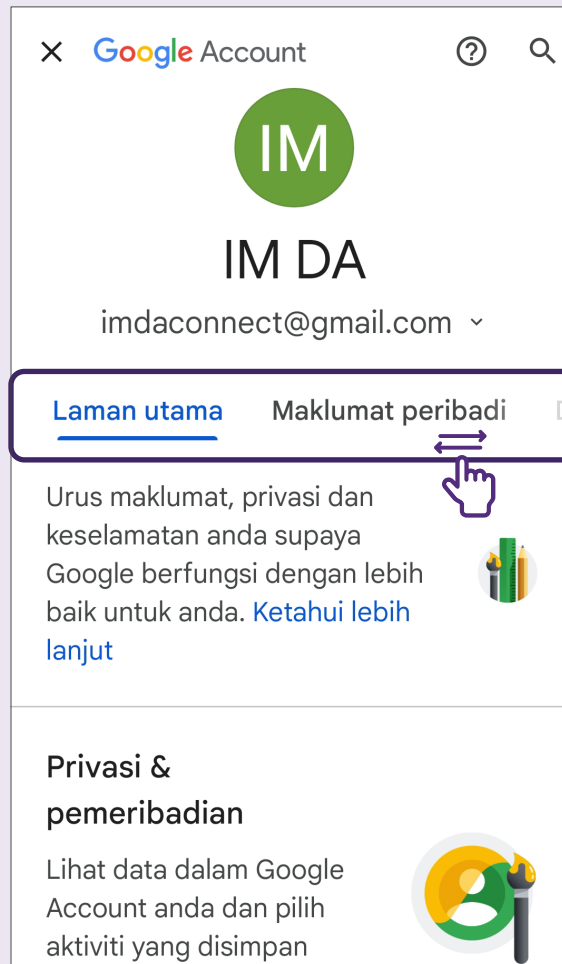 Google Account
IM
IM DA
imdaconnect@gmail.com
Laman utama Maklumat peribadi
Urus maklumat, privasi dan
keselamatan anda supaya
Google berfungsi dengan lebih
baik untuk anda. Ketahui lebih
lanjut
Privasi &
pemeribadian
Lihat data dalam Google
Account anda dan pilih
aktiviti yang disimpan